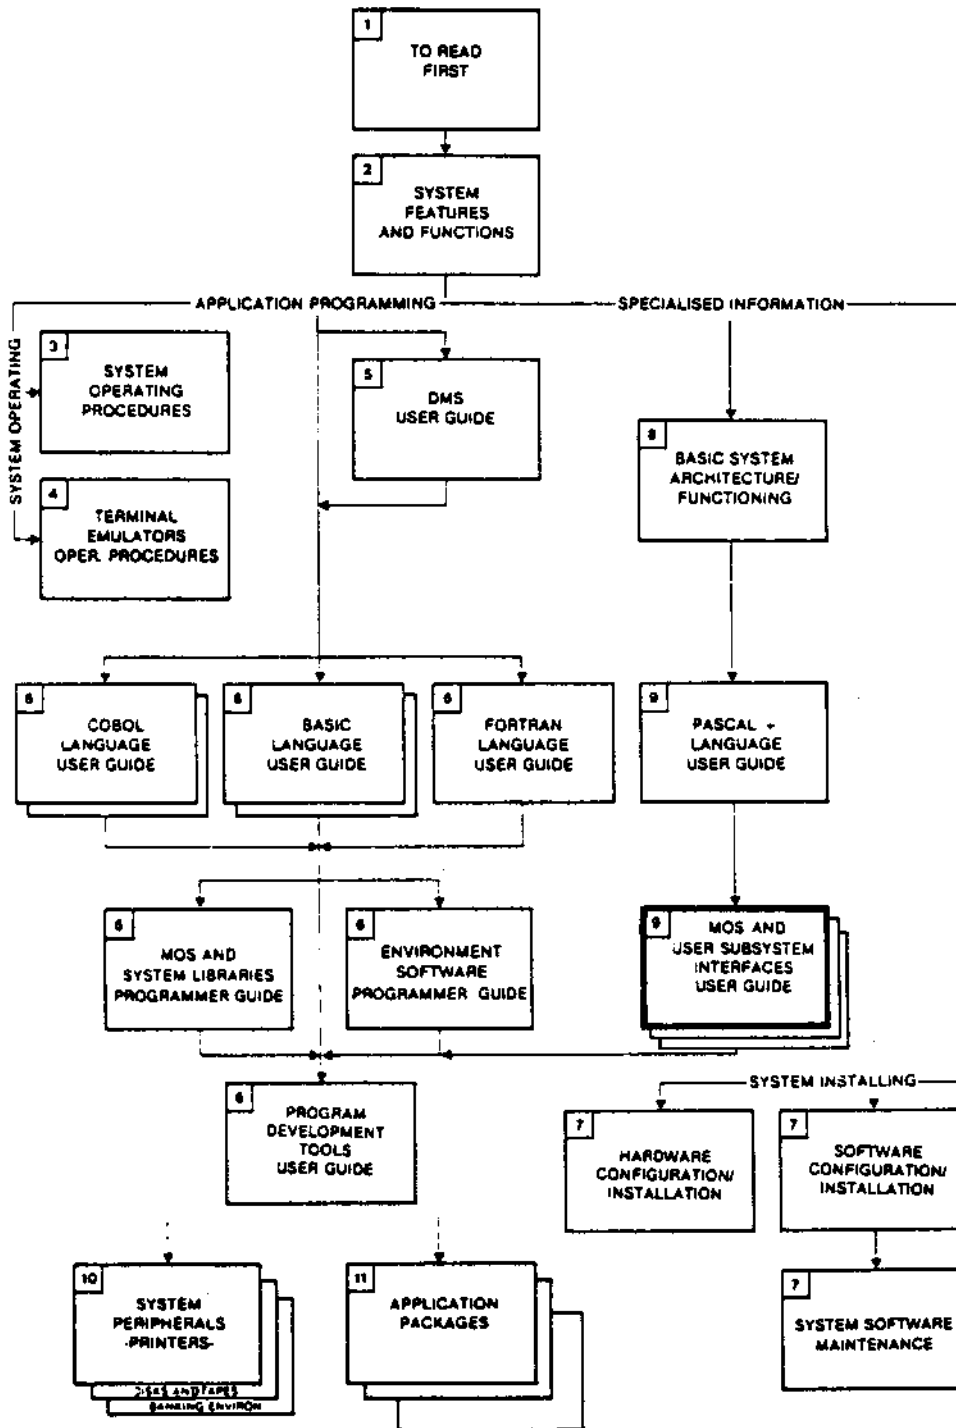 1
TO READ
FIRST
2
SYSTEM
FEATURES
AND FUNCTIONS
APPLICATION PROGRAMMING
SPECIALISED INFORMATION
SYSTEM OPERATING
3
SYSTEM
OPERATING
PROCEDURES
5
DMS
USER GUIDE
8
BASIC SYSTEM
ARCHITECTURE/
FUNCTIONING
4
TERMINAL
EMULATORS
OPER. PROCEDURES
6
COBOL
LANGUAGE
USER GUIDE
6
BASIC
LANGUAGE
USER GUIDE
6
FORTRAN
LANGUAGE
USER GUIDE
9
PASCAL +
LANGUAGE
USER GUIDE
6
MOS AND
SYSTEM LIBRARIES
PROGRAMMER GUIDE
6
ENVIRONMENT
SOFTWARE
PROGRAMMER GUIDE
9
MOS AND
USER SUBSYSTEM
INTERFACES
USER GUIDE
6
PROGRAM
DEVELOPMENT
TOOLS
USER GUIDE
SYSTEM INSTALLING
7
HARDWARE
CONFIGURATION/
INSTALLATION
7
SOFTWARE
CONFIGURATION/
INSTALLATION
10
SYSTEM
PERIPHERALS
-PRINTERS-
DISKS AND TAPES
BANKING ENVIRON
11
APPLICATION
PACKAGES
7
SYSTEM SOFTWARE
MAINTENANCE